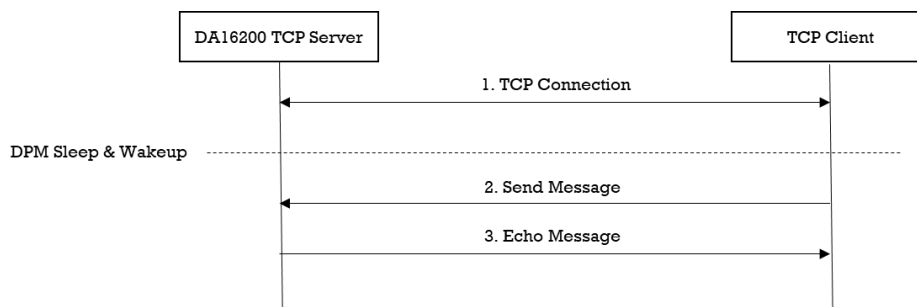 DA16200 TCP Server
TCP Client
1. TCP Connection
DPM Sleep & Wakeup
2. Send Message
3. Echo Message